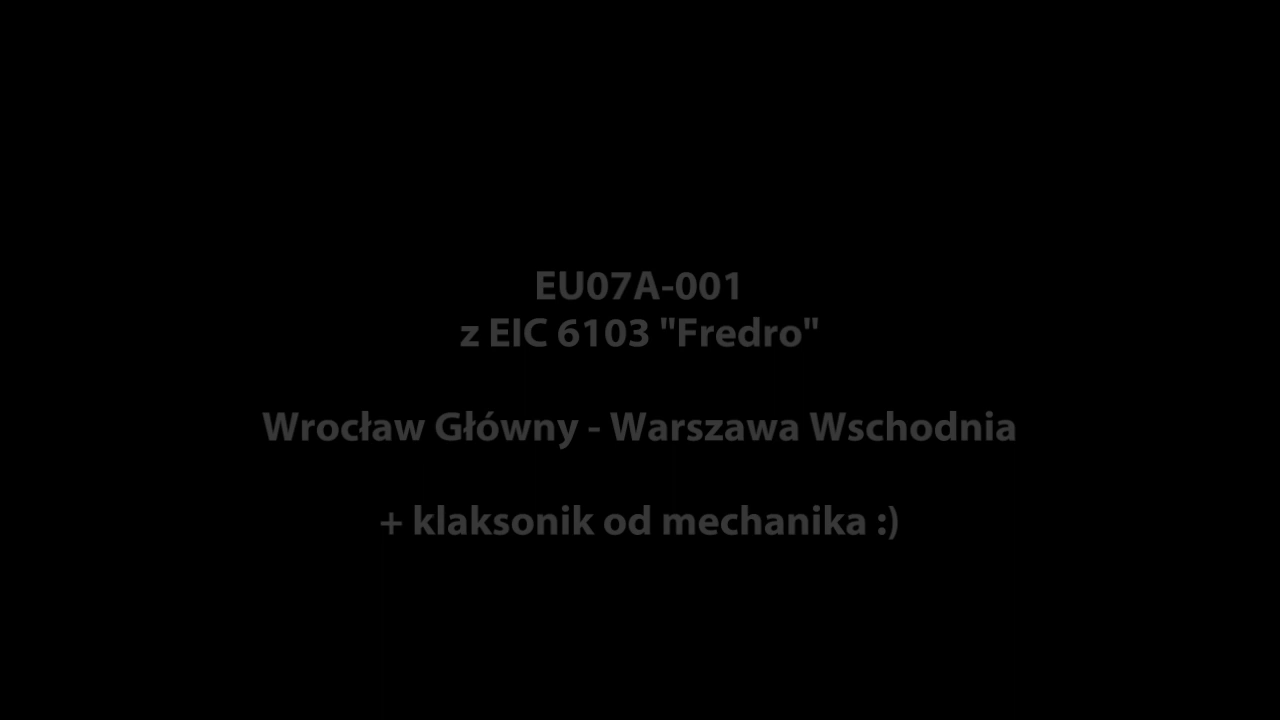 EU07A-001
z EIC 6103 "Fredro"
Wrocław Główny - Warszawa Wschodnia
+ klaksonik od mechanika :)